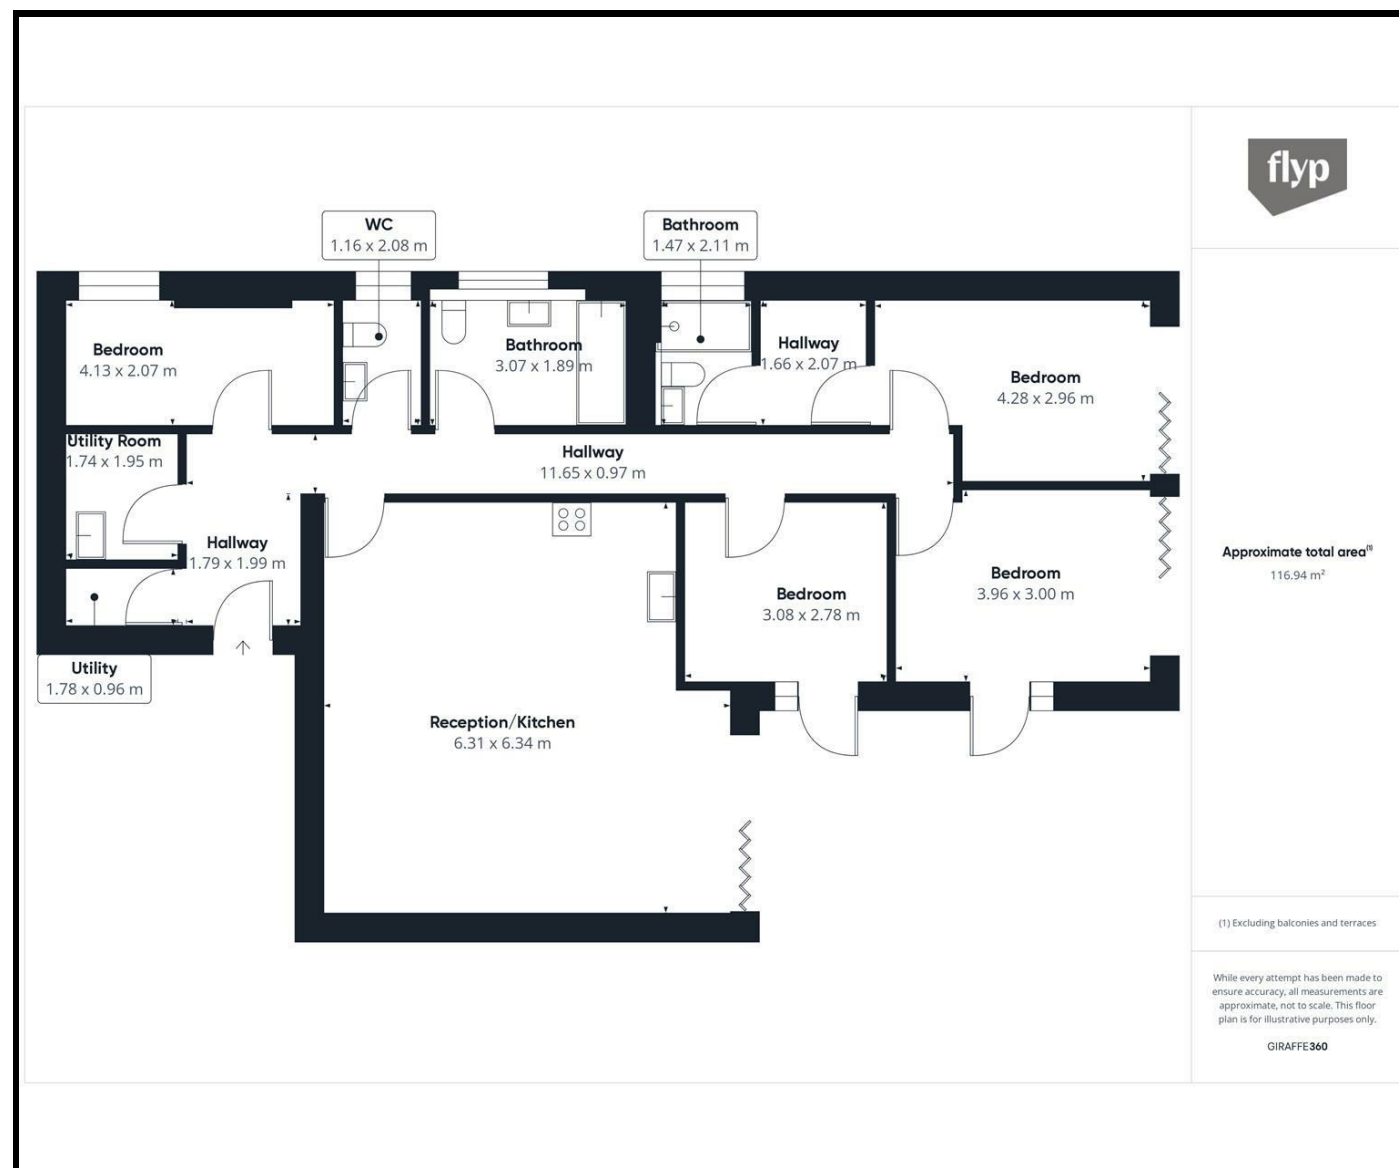 flyp
WC
1.16 x 2.08 m
Bathroom
1.47 x 2.11 m
Bedroom
4.13 x 2.07 m
Bathroom
3.07 x 1.89 m
Hallway
1.66 x 2.07 m
Bedroom
4.28 x 2.96 m
Utility Room
1.74 x 1.95 m
Hallway
11.65 x 0.97 m
Hallway
1.79 x 1.99 m
Bedroom
3.08 x 2.78 m
Bedroom
3.96 x 3.00 m
Utility
1.78 x 0.96 m
Reception/Kitchen
6.31 x 6.34 m
Approximate total area(1)
116.94 m²
(1) Excluding balconies and terraces
While every attempt has been made to
ensure accuracy, all measurements are
approximate, not to scale. This floor
plan is for illustrative purposes only.
GIRAFFE360